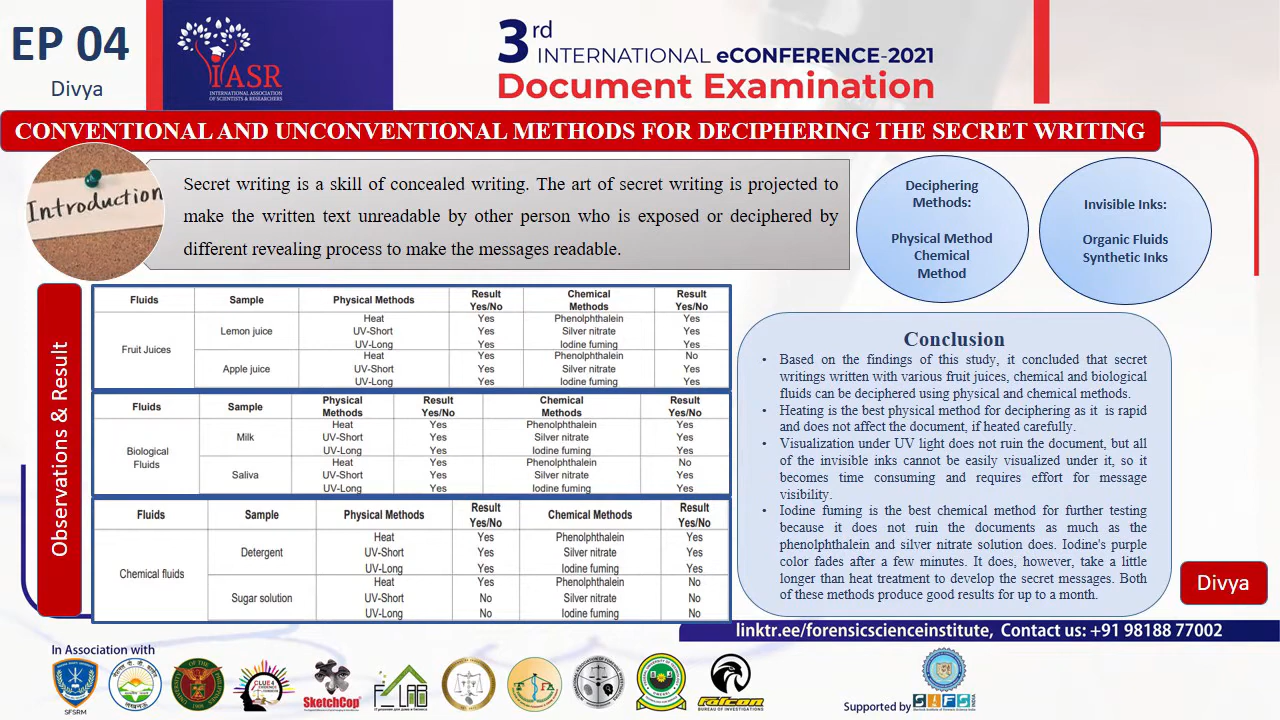 EP 04
Divya
IASR
INTERNATIONAL ASSOCIATION
OF SCIENTISTS & RESEARCHERS
3rd
INTERNATIONAL eCONFERENCE-2021
Document Examination
CONVENTIONAL AND UNCONVENTIONAL METHODS FOR DECIPHERING THE SECRET WRITING
Introduction
Secret writing is a skill of concealed writing. The art of secret writing is projected to
make the written text unreadable by other person who is exposed or deciphered by
different revealing process to make the messages readable.
Deciphering
Methods:
Physical Method
Chemical
Method
Invisible Inks:
Organic Fluids
Synthetic Inks
Observations & Result
Fluids Sample Physical Methods Result Yes/No Chemical Methods Result Yes/No
Fruit Juices
Lemon juice
Heat Yes Phenolphthalein Yes
UV-Short Yes Silver nitrate Yes
UV-Long Yes Iodine fuming Yes
Apple juice
Heat Yes Phenolphthalein No
UV-Short Yes Silver nitrate Yes
UV-Long Yes Iodine fuming Yes
Fluids Sample Physical Methods Result Yes/No Chemical Methods Result Yes/No
Biological Fluids
Milk
Heat Yes Phenolphthalein Yes
UV-Short Yes Silver nitrate Yes
UV-Long Yes Iodine fuming Yes
Saliva
Heat Yes Phenolphthalein No
UV-Short Yes Silver nitrate Yes
UV-Long Yes Iodine fuming Yes
Fluids Sample Physical Methods Result Yes/No Chemical Methods Result Yes/No
Chemical fluids
Detergent
Heat Yes Phenolphthalein Yes
UV-Short Yes Silver nitrate Yes
UV-Long Yes Iodine fuming Yes
Sugar solution
Heat Yes Phenolphthalein No
UV-Short No Silver nitrate No
UV-Long No Iodine fuming No
Conclusion
• Based on the findings of this study, it concluded that secret
writings written with various fruit juices, chemical and biological
fluids can be deciphered using physical and chemical methods.
• Heating is the best physical method for deciphering as it is rapid
and does not affect the document, if heated carefully.
• Visualization under UV light does not ruin the document, but all
of the invisible inks cannot be easily visualized under it, so it
becomes time consuming and requires effort for message
visibility.
• Iodine fuming is the best chemical method for further testing
because it does not ruin the documents as much as the
phenolphthalein and silver nitrate solution does. Iodine's purple
color fades after a few minutes. It does, however, take a little
longer than heat treatment to develop the secret messages. Both
of these methods produce good results for up to a month.
Divya
linktr.ee/forensicscienceinstitute, Contact us: +91 98188 77002
In Association with
SFSRM
CLUE4
SketchCop
LAB
falcon
BUREAU OF INVESTIGATIONS
Supported by
SIFS